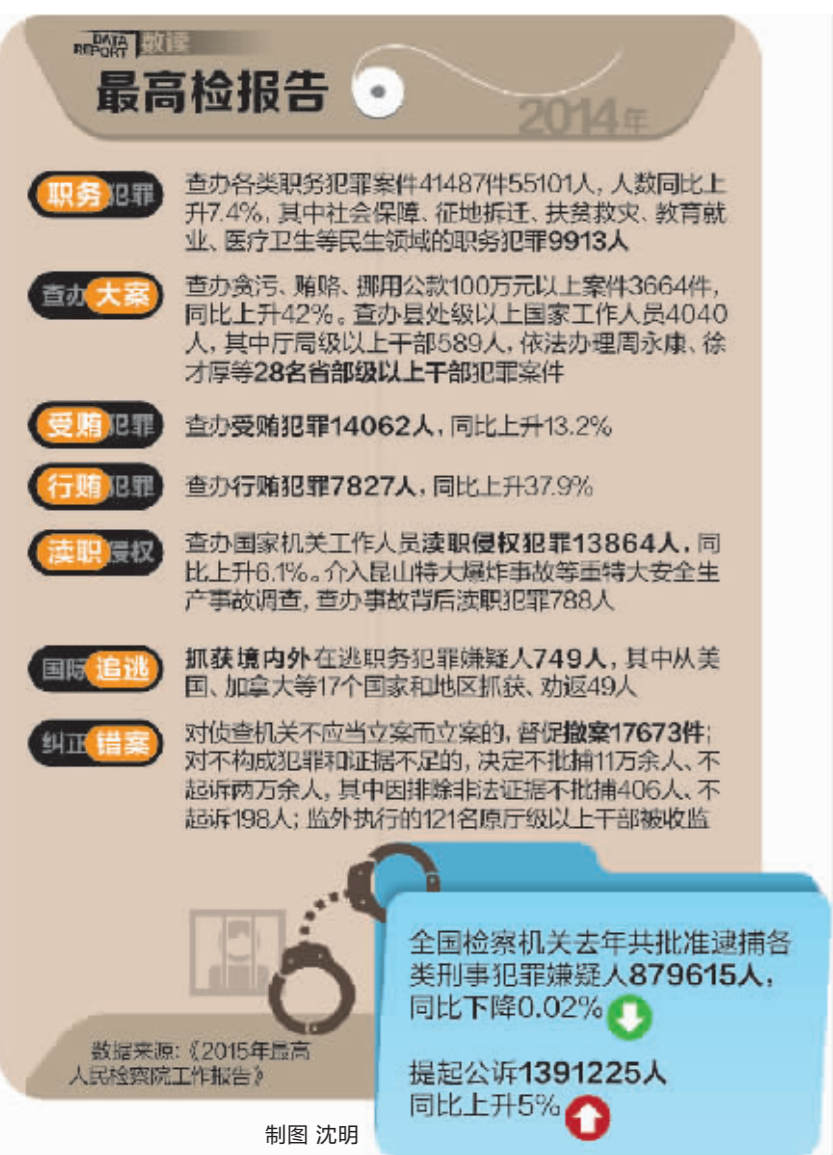 DATA
REPORT 数读
最高检报告
2014年
职务犯罪
查办各类职务犯罪案件41487件55101人，人数同比上
升7.4%，其中社会保障、征地拆迁、扶贫救灾、教育就
业、医疗卫生等民生领域的职务犯罪9913人
查办大案
查办贪污、贿赂、挪用公款100万元以上案件3664件，
同比上升42%。查办县处级以上国家工作人员4040
人，其中厅局级以上干部589人，依法办理周永康、徐
才厚等28名省部级以上干部犯罪案件
受贿犯罪
查办受贿犯罪14062人，同比上升13.2%
行贿犯罪
查办行贿犯罪7827人，同比上升37.9%
渎职侵权
查办国家机关工作人员渎职侵权犯罪13864人，同
比上升6.1%。介入昆山特大爆炸事故等重特大安全生
产事故调查，查办事故背后渎职犯罪788人
国际追逃
抓获境内外在逃职务犯罪嫌疑人749人，其中从美
国、加拿大等17个国家和地区抓获、劝返49人
纠正错案
对侦查机关不应当立案而立案的，督促撤案17673件；
对不构成犯罪和证据不足的，决定不批捕11万余人、不
起诉两万余人，其中因排除非法证据不批捕406人、不
起诉198人；监外执行的121名原厅级以上干部被收监
全国检察机关去年共批准逮捕各
类刑事犯罪嫌疑人879615人，
同比下降0.02%
提起公诉1391225人
同比上升5%
数据来源：《2015年最高
人民检察院工作报告》
制图 沈明